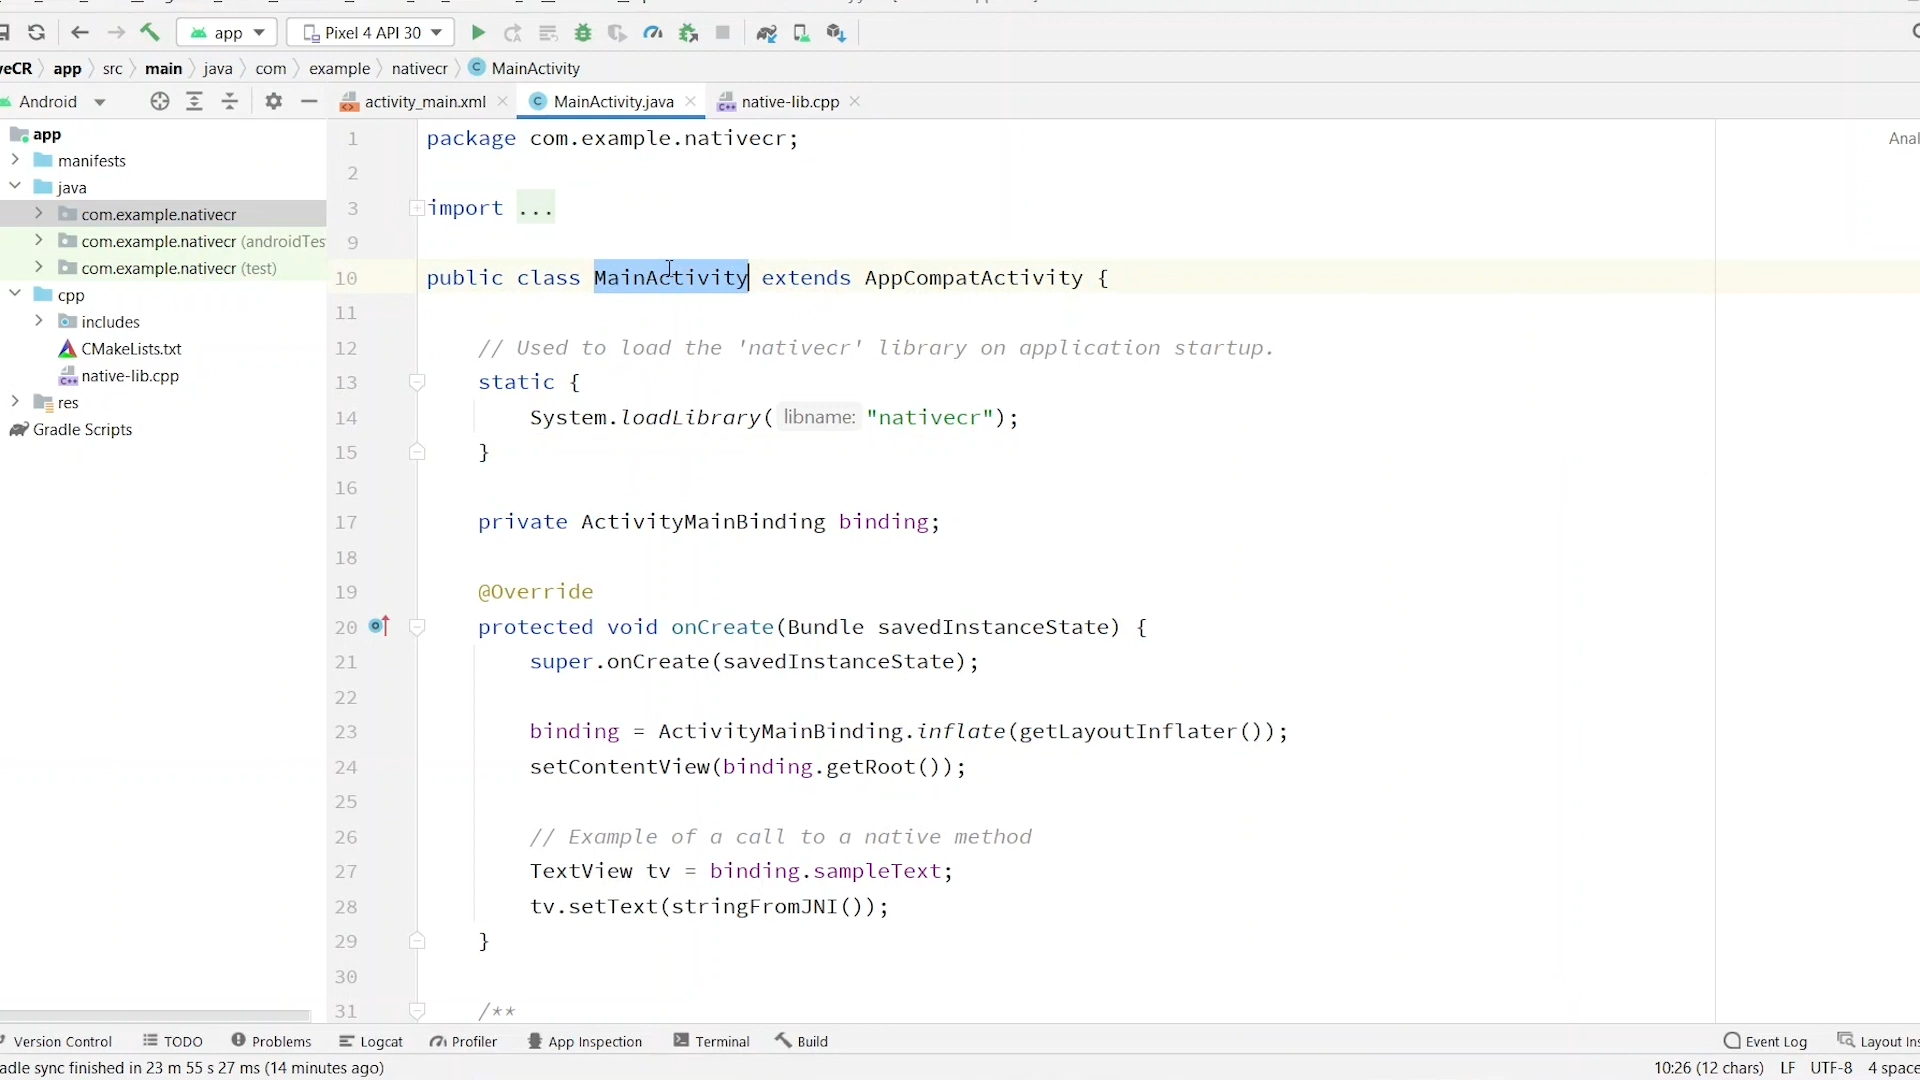 app Pixel 4 API 30
veCR app src main java com example nativecr MainActivity
Android activity_main.xml MainActivity.java native-lib.cpp
app
manifests
java
com.example.nativecr
com.example.nativecr (androidTes
com.example.nativecr (test)
cpp
includes
CMakeLists.txt
native-lib.cpp
res
Gradle Scripts
1 package com.example.nativecr; Anal
2
3 import ...
9
10 public class MainActivity extends AppCompatActivity {
11
12 // Used to load the 'nativecr' library on application startup.
13 static {
14 System.loadLibrary( libname: "nativecr");
15 }
16
17 private ActivityMainBinding binding;
18
19 @Override
20 protected void onCreate(Bundle savedInstanceState) {
21 super.onCreate(savedInstanceState);
22
23 binding = ActivityMainBinding.inflate(getLayoutInflater());
24 setContentView(binding.getRoot());
25
26 // Example of a call to a native method
27 TextView tv = binding.sampleText;
28 tv.setText(stringFromJNI());
29 }
30
31 /**
Version Control TODO Problems Logcat Profiler App Inspection Terminal Build Event Log Layout Ins
adle sync finished in 23 m 55 s 27 ms (14 minutes ago) 10:26 (12 chars) LF UTF-8 4 space